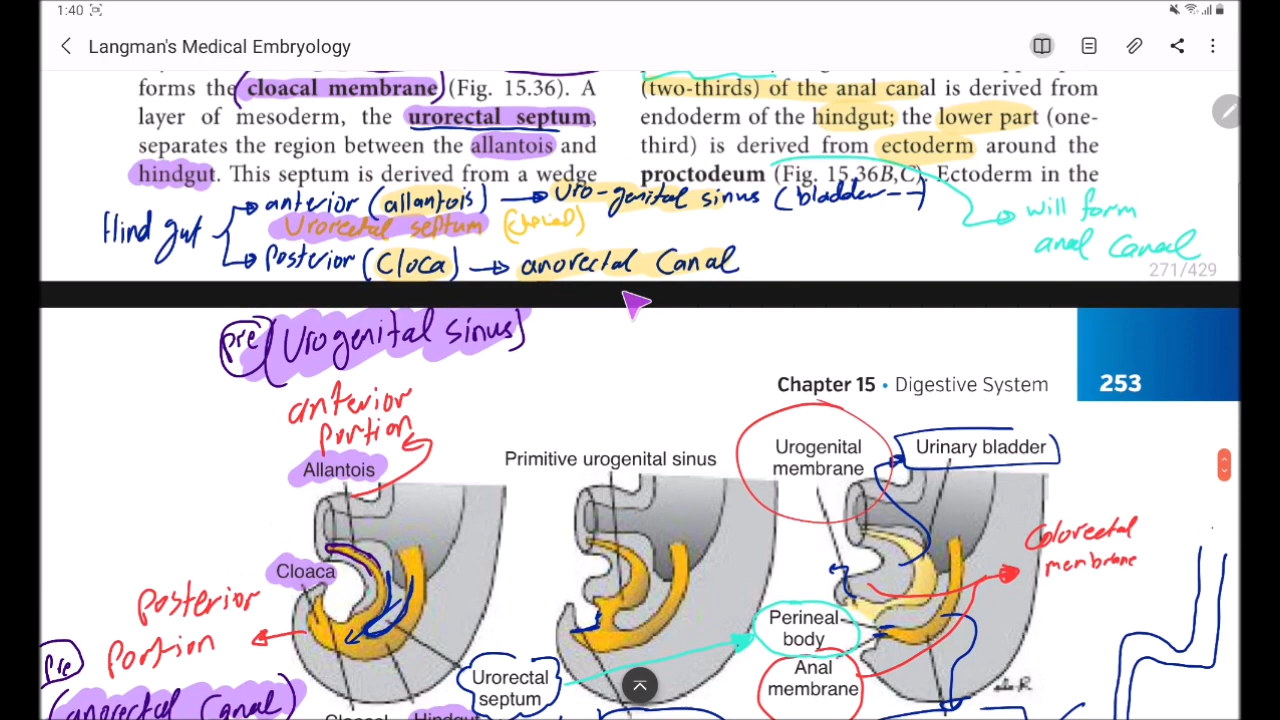 1:40
Langman's Medical Embryology
forms the cloacal membrane (Fig. 15.36). A
layer of mesoderm, the urorectal septum,
separates the region between the allantois and
hindgut. This septum is derived from a wedge
(two-thirds) of the anal canal is derived from
endoderm of the hindgut; the lower part (one-
third) is derived from ectoderm around the
proctodeum (Fig. 15.36B,C). Ectoderm in the
Hind gut
anterior (allantois) → uro-genital sinus (bladder--)
Urorectal septum
Posterior (Cloca) → anorectal Canal
will form
anal Canal
271/429
pre (Urogenital sinus)
Chapter 15 • Digestive System
253
anterior
portion
Allantois
Primitive urogenital sinus
Urogenital
membrane
Urinary bladder
Colorectal
membrane
Cloaca
Posterior
portion
Perineal
body
Anal
membrane
Urorectal
septum
pre
(anorectal Canal)
Cloacal
Hindgut